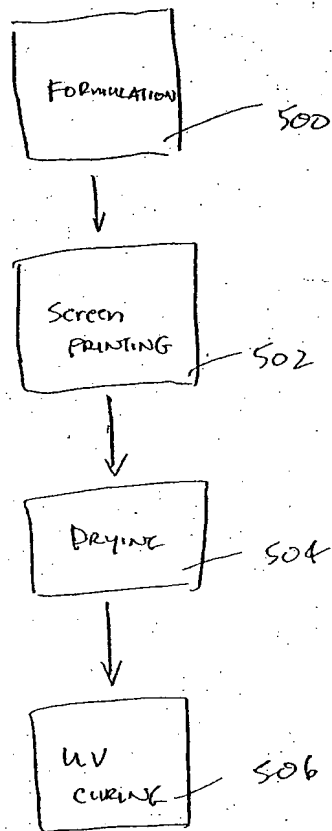 FORMULATION
500
Screen
PRINTING
502
DRYING
504
UV
CURING
506